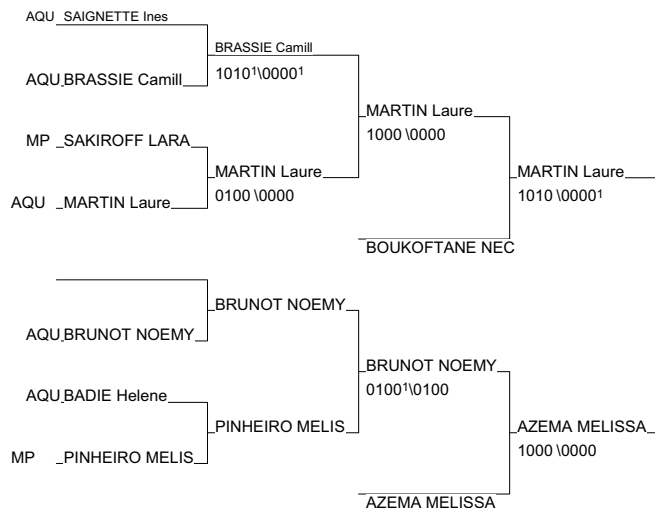 AQU SAIGNETTE Ines
BRASSIE Camill
1010¹\0000¹
AQU BRASSIE Camill
MARTIN Laure
1000 \0000
MP SAKIROFF LARA
MARTIN Laure
0100 \0000
MARTIN Laure
1010 \0000¹
AQU MARTIN Laure
BOUKOFTANE NEC
BRUNOT NOEMY
AQU BRUNOT NOEMY
BRUNOT NOEMY
0100¹\0100
AQU BADIE Helene
PINHEIRO MELIS
AZEMA MELISSA
1000 \0000
MP PINHEIRO MELIS
AZEMA MELISSA